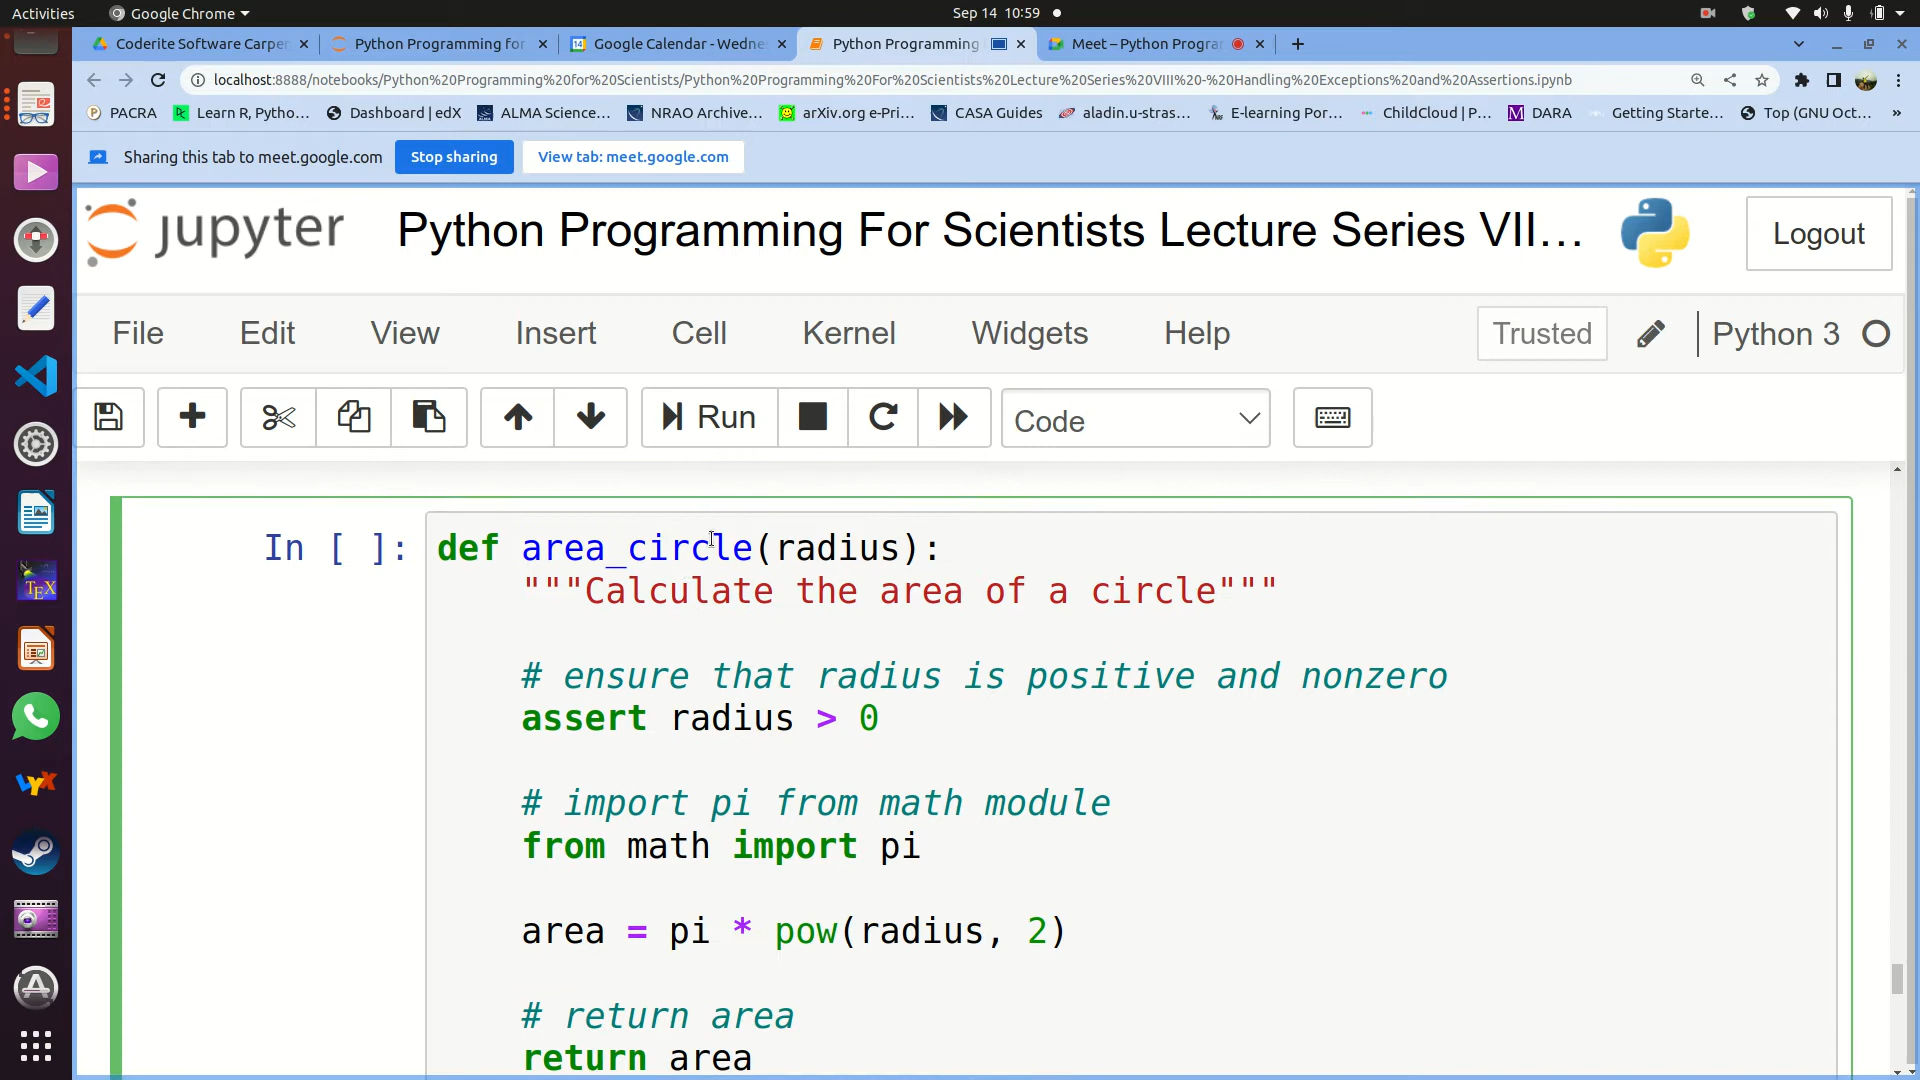 Activities
Google Chrome
Sep 14 10:59
Coderite Software Carpe
Python Programming for
Google Calendar - Wedne
Python Programming
Meet – Python Progra
localhost:8888/notebooks/Python%20Programming%20for%20Scientists/Python%20Programming%20For%20Scientists%20Lecture%20Series%20VIII%20-%20Handling%20Exceptions%20and%20Assertions.ipynb
PACRA
Learn R, Pytho...
Dashboard | edX
ALMA Science...
NRAO Archive...
arXiv.org e-Pri...
CASA Guides
aladin.u-stras...
E-learning Por...
ChildCloud | P...
DARA
Getting Starte...
Top (GNU Oct...
»
Sharing this tab to meet.google.com
Stop sharing
View tab: meet.google.com
jupyter
Python Programming For Scientists Lecture Series VII...
Logout
File
Edit
View
Insert
Cell
Kernel
Widgets
Help
Trusted
Python 3
Run
Code
In [ ]:
def area_circle(radius):
"""Calculate the area of a circle"""
# ensure that radius is positive and nonzero
assert radius > 0
# import pi from math module
from math import pi
area = pi * pow(radius, 2)
# return area
return area
TEX
LYX